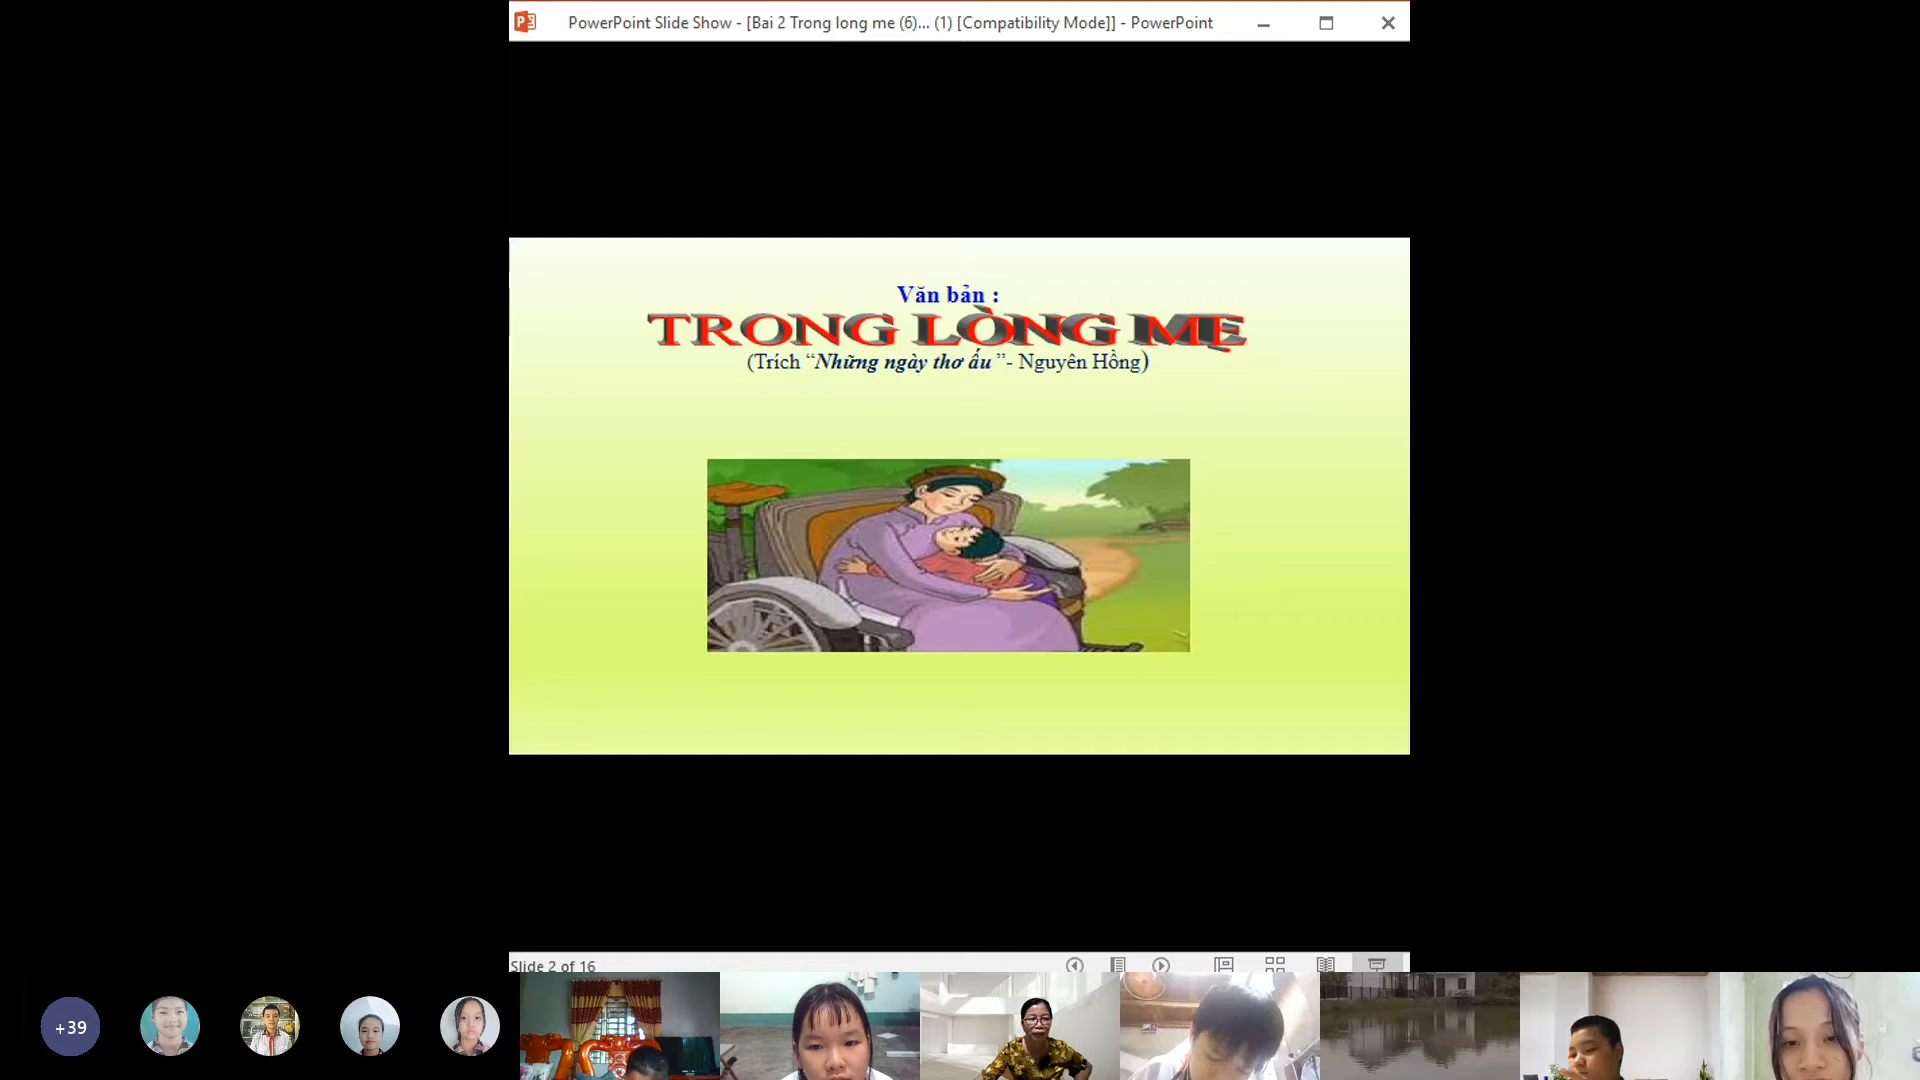 PowerPoint Slide Show - [Bai 2 Trong long me (6)... (1) [Compatibility Mode]] - PowerPoint
Văn bản :
TRONG LÒNG MẸ
(Trích “Những ngày thơ ấu ”- Nguyên Hồng)
Slide 2 of 16
+39